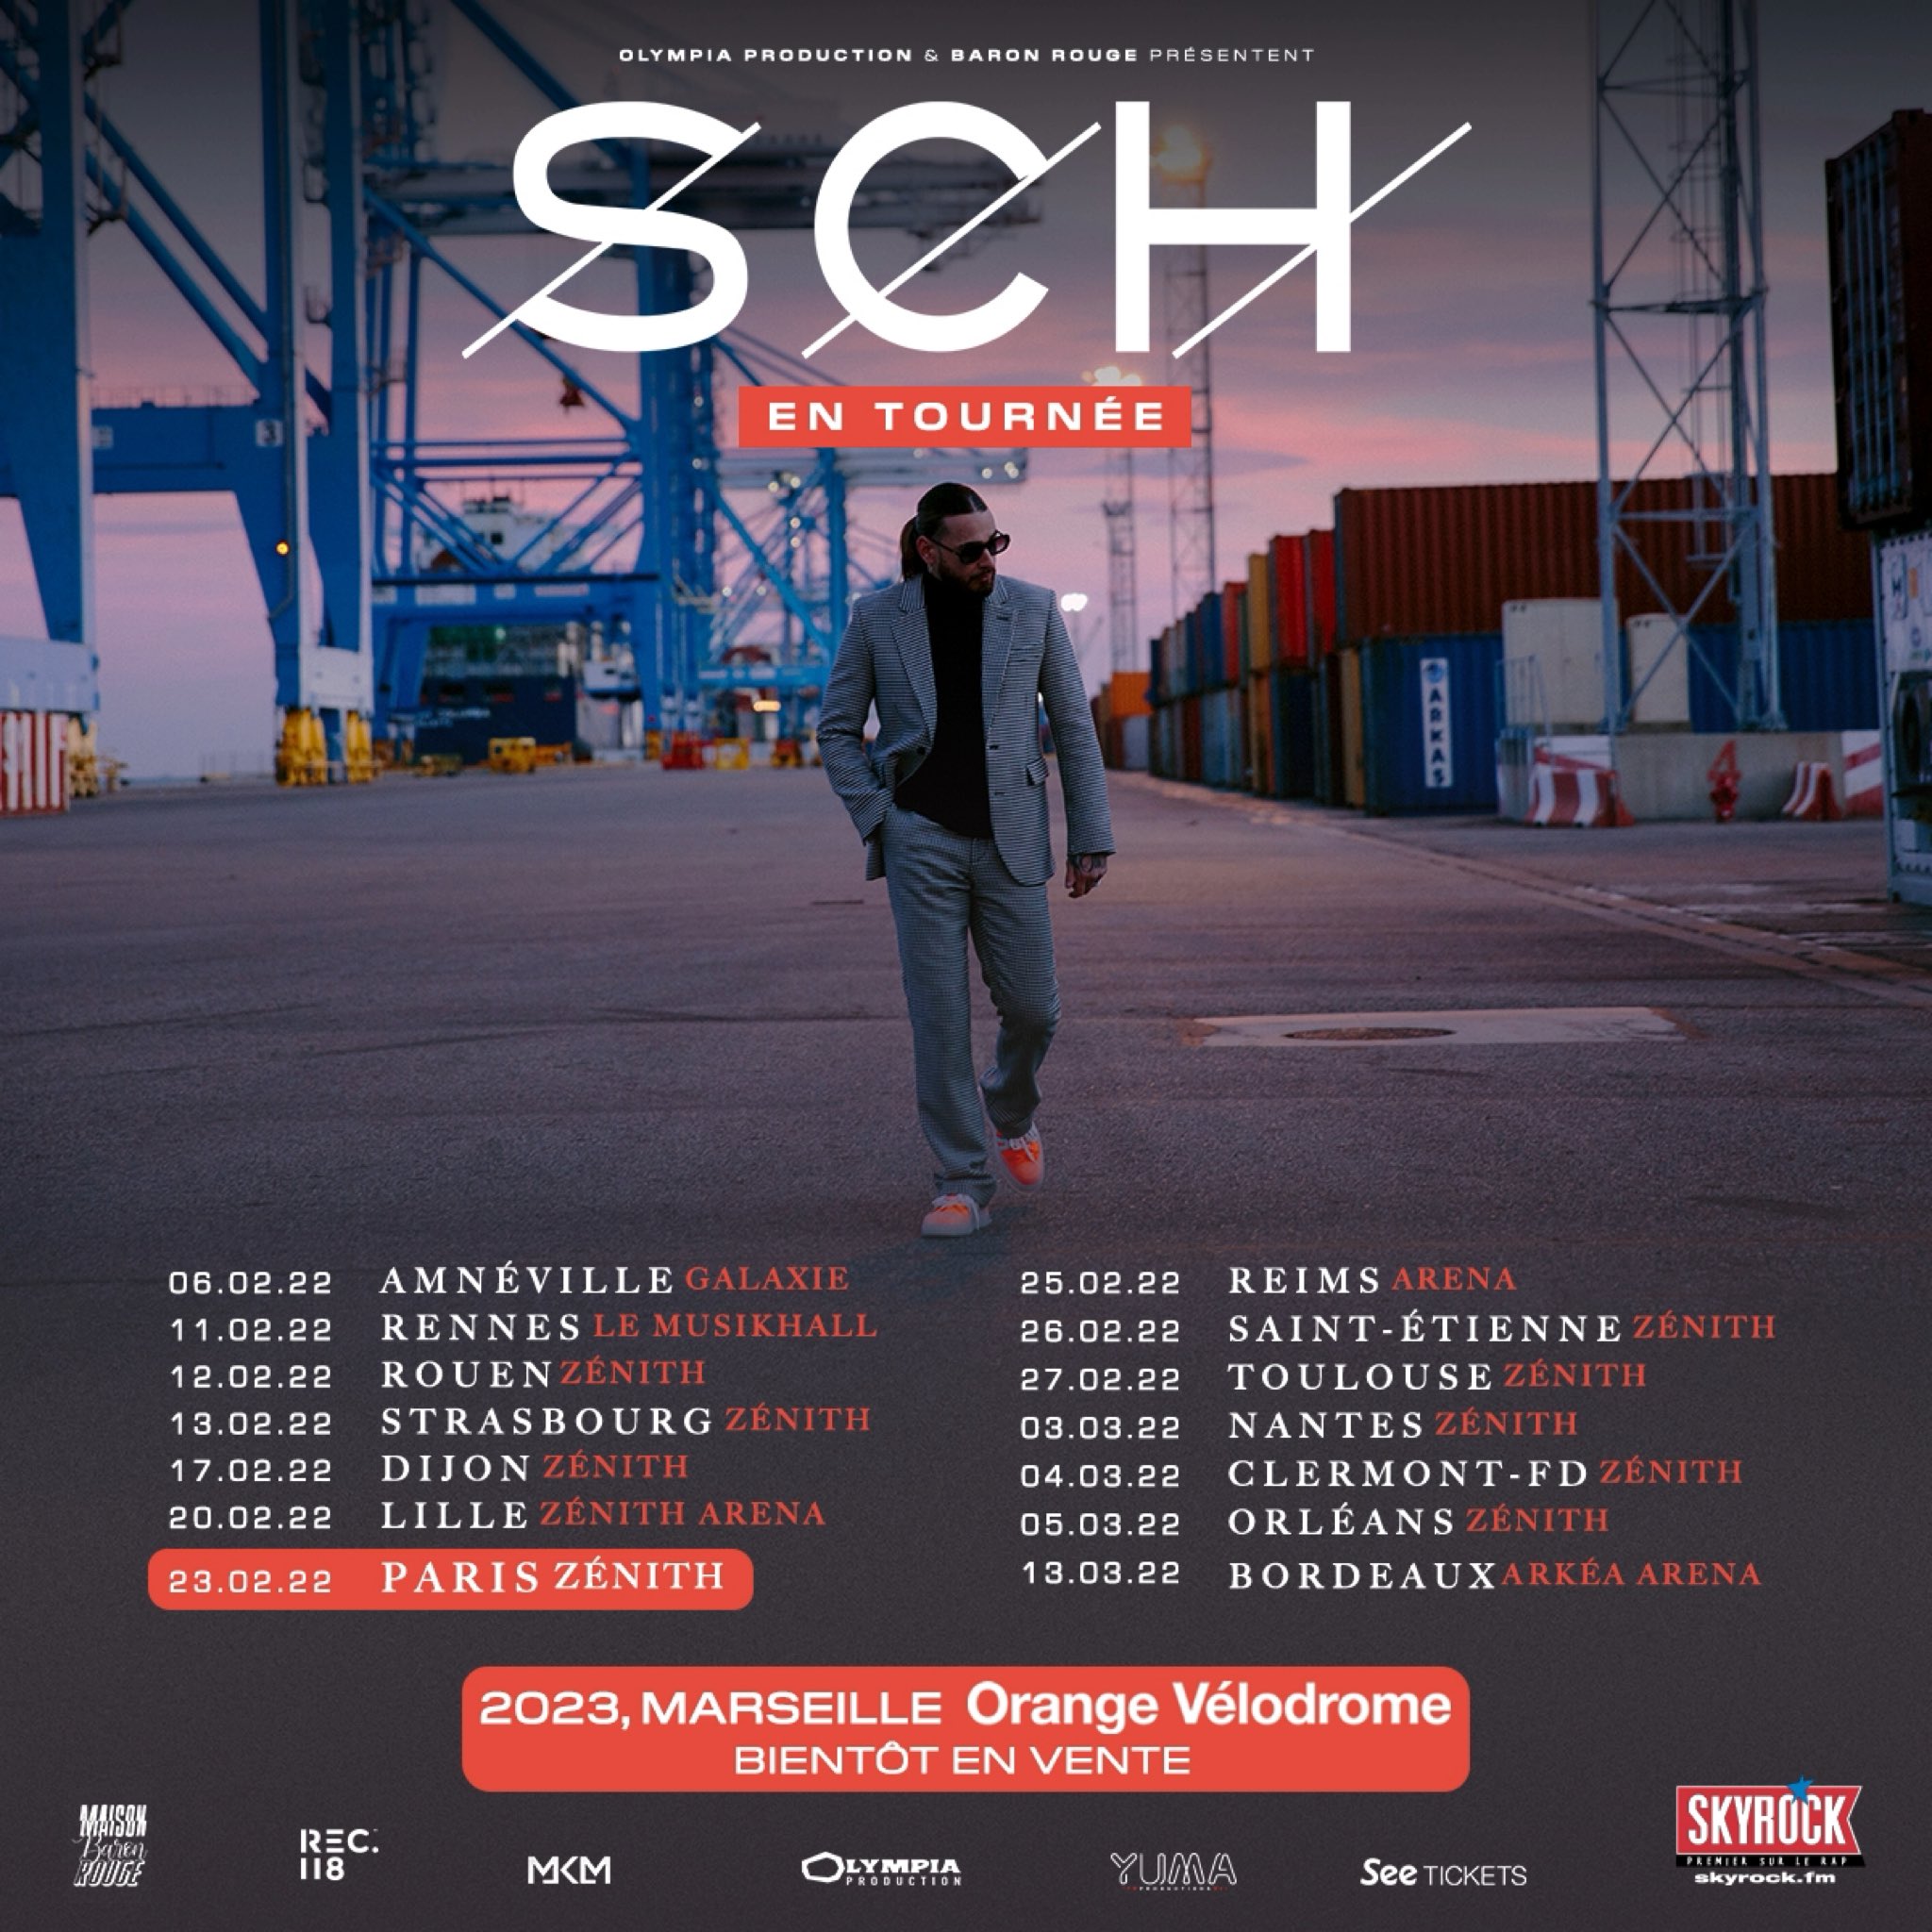 OLYMPIA PRODUCTION & BARON ROUGE PRÉSENTENT
SCH
EN TOURNÉE
3
ARKAS
4
06.02.22 AMNÉVILLE GALAXIE
11.02.22 RENNES LE MUSIKHALL
12.02.22 ROUEN ZÉNITH
13.02.22 STRASBOURG ZÉNITH
17.02.22 DIJON ZÉNITH
20.02.22 LILLE ZÉNITH ARENA
23.02.22 PARIS ZÉNITH
25.02.22 REIMS ARENA
26.02.22 SAINT-ÉTIENNE ZÉNITH
27.02.22 TOULOUSE ZÉNITH
03.03.22 NANTES ZÉNITH
04.03.22 CLERMONT-FD ZÉNITH
05.03.22 ORLÉANS ZÉNITH
13.03.22 BORDEAUX ARKÉA ARENA
2023, MARSEILLE Orange Vélodrome
BIENTÔT EN VENTE
MAISON
Baron
ROUGE
REC.
118
MKM
OLYMPIA
PRODUCTION
YUMA
PRODUCTIONS
See TICKETS
SKYROCK
PREMIER SUR LE RAP
skyrock.fm